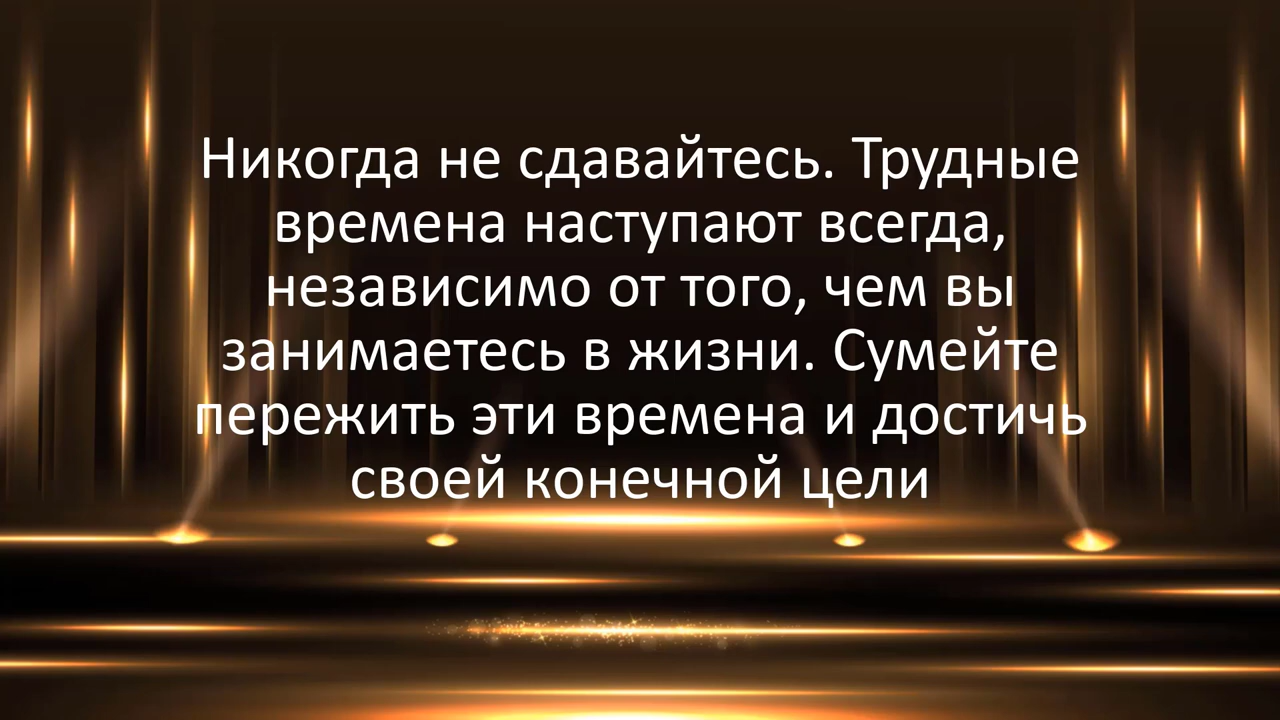 Никогда не сдавайтесь. Трудные
времена наступают всегда,
независимо от того, чем вы
занимаетесь в жизни. Сумейте
пережить эти времена и достичь
своей конечной цели